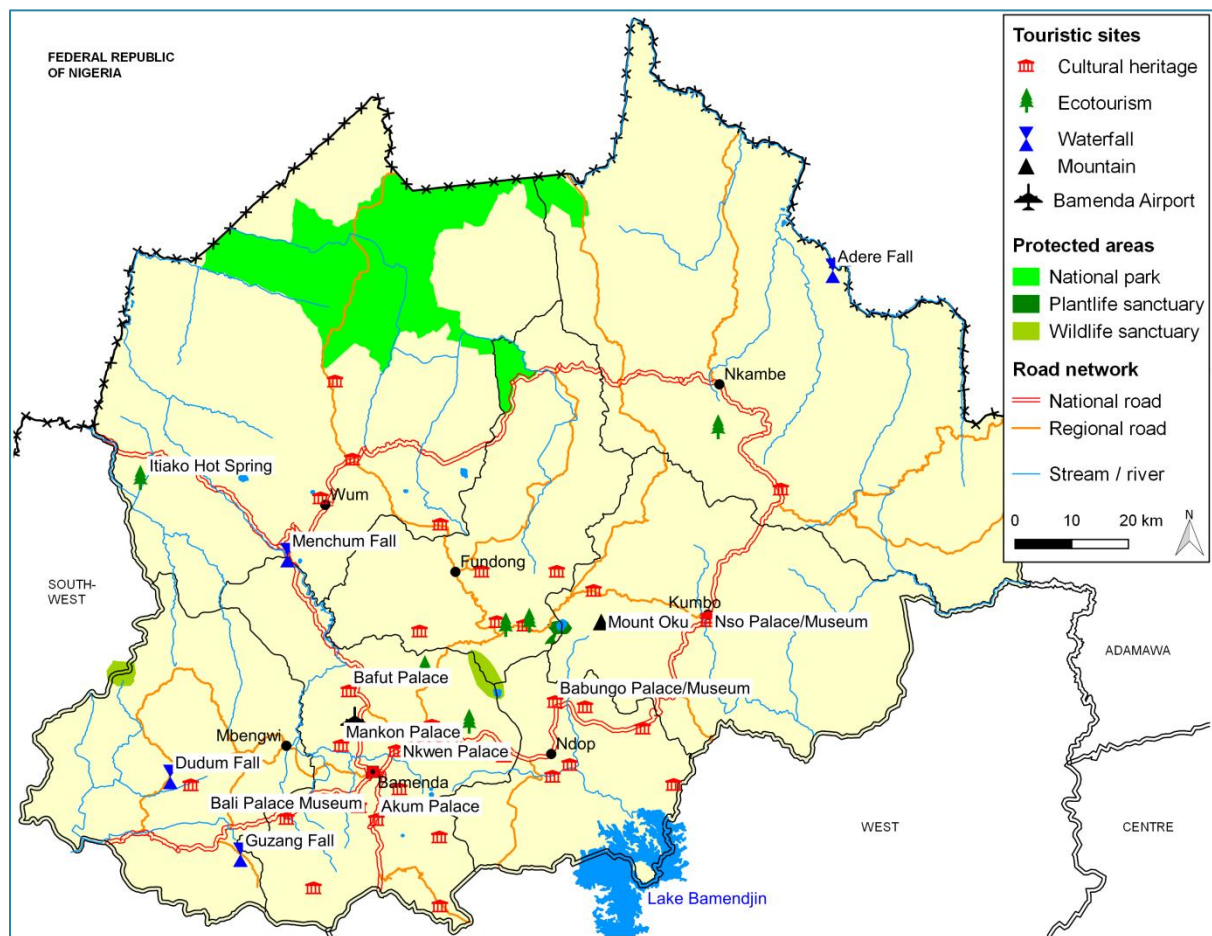 FEDERAL REPUBLIC
OF NIGERIA
Touristic sites
Cultural heritage
Ecotourism
Waterfall
Mountain
Bamenda Airport
Protected areas
National park
Plantlife sanctuary
Wildlife sanctuary
Road network
National road
Regional road
Stream / river
0 10 20 km
N
Adere Fall
Nkambe
Itiako Hot Spring
Wum
Menchum Fall
Fundong
SOUTH-
WEST
Kumbo
Mount Oku
Nso Palace/Museum
ADAMAWA
Bafut Palace
Babungo Palace/Museum
Mankon Palace
Mbengwi
Nkwen Palace
Ndop
Dudum Fall
Bamenda
Bali Palace Museum
Akum Palace
Guzang Fall
WEST
CENTRE
Lake Bamendjin